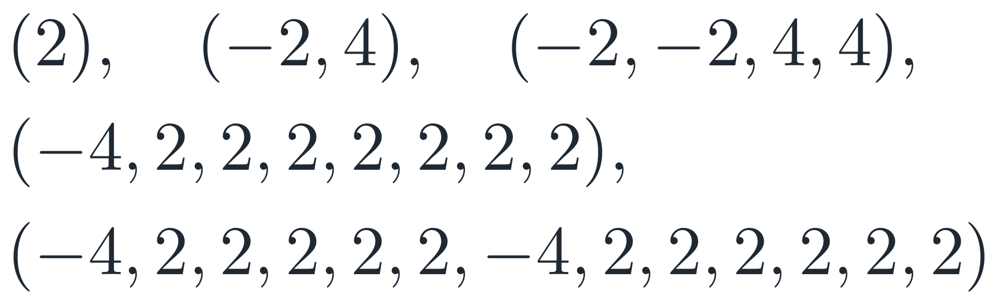 (2), (−2, 4), (−2, −2, 4, 4),
(−4, 2, 2, 2, 2, 2, 2, 2),
(−4, 2, 2, 2, 2, 2, −4, 2, 2, 2, 2, 2, 2)